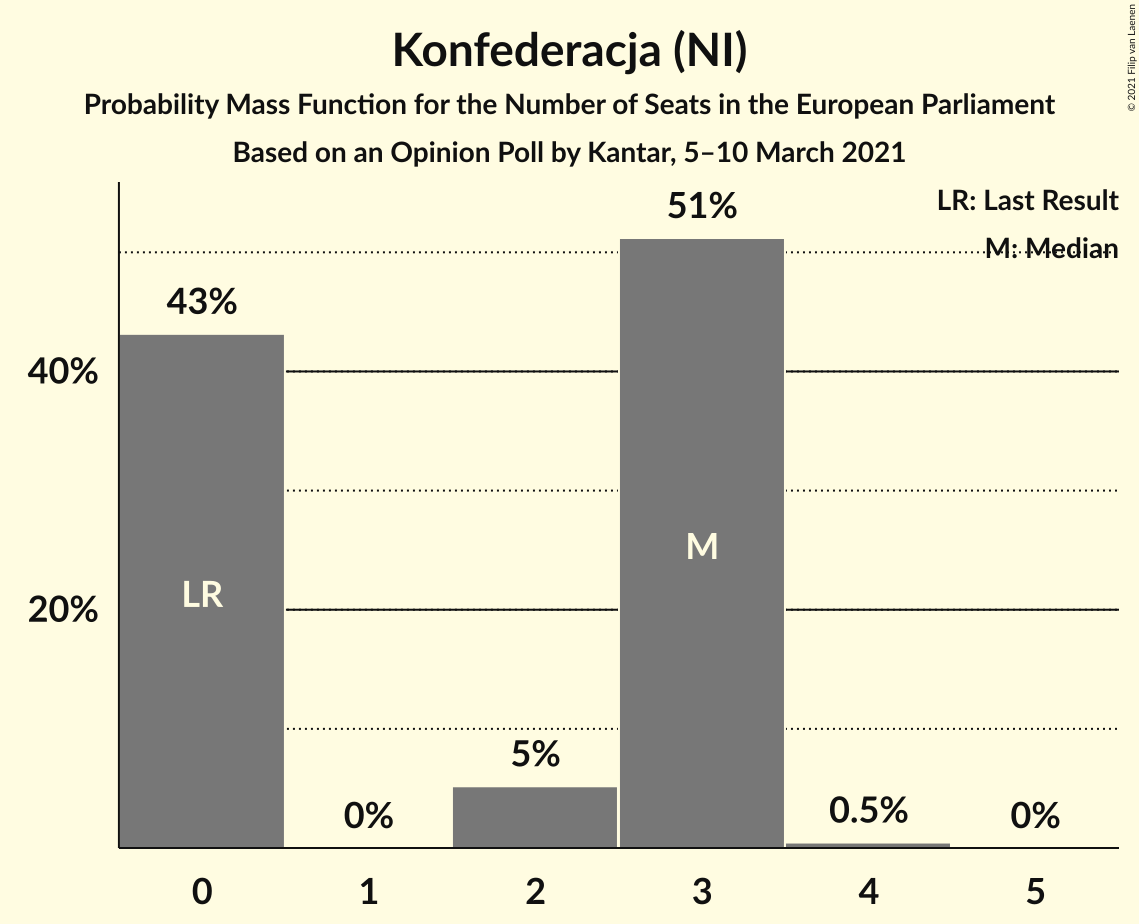 Konfederacja (NI)
Probability Mass Function for the Number of Seats in the European Parliament
Based on an Opinion Poll by Kantar, 5–10 March 2021
© 2021 Filip van Laenen
LR: Last Result
M: Median
51%
43%
40%
20%
LR
M
5%
0%
0.5%
0%
0 1 2 3 4 5